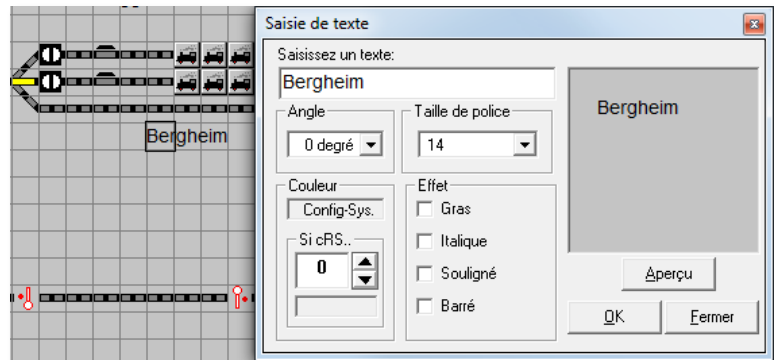 Saisie de texte
Saisissez un texte:
Bergheim
Angle
0 degré
Taille de police
14
Bergheim
Couleur
Config-Sys.
Si cRS..
0
Effet
Gras
Italique
Souligné
Barré
Aperçu
OK
Fermer
Bergheim